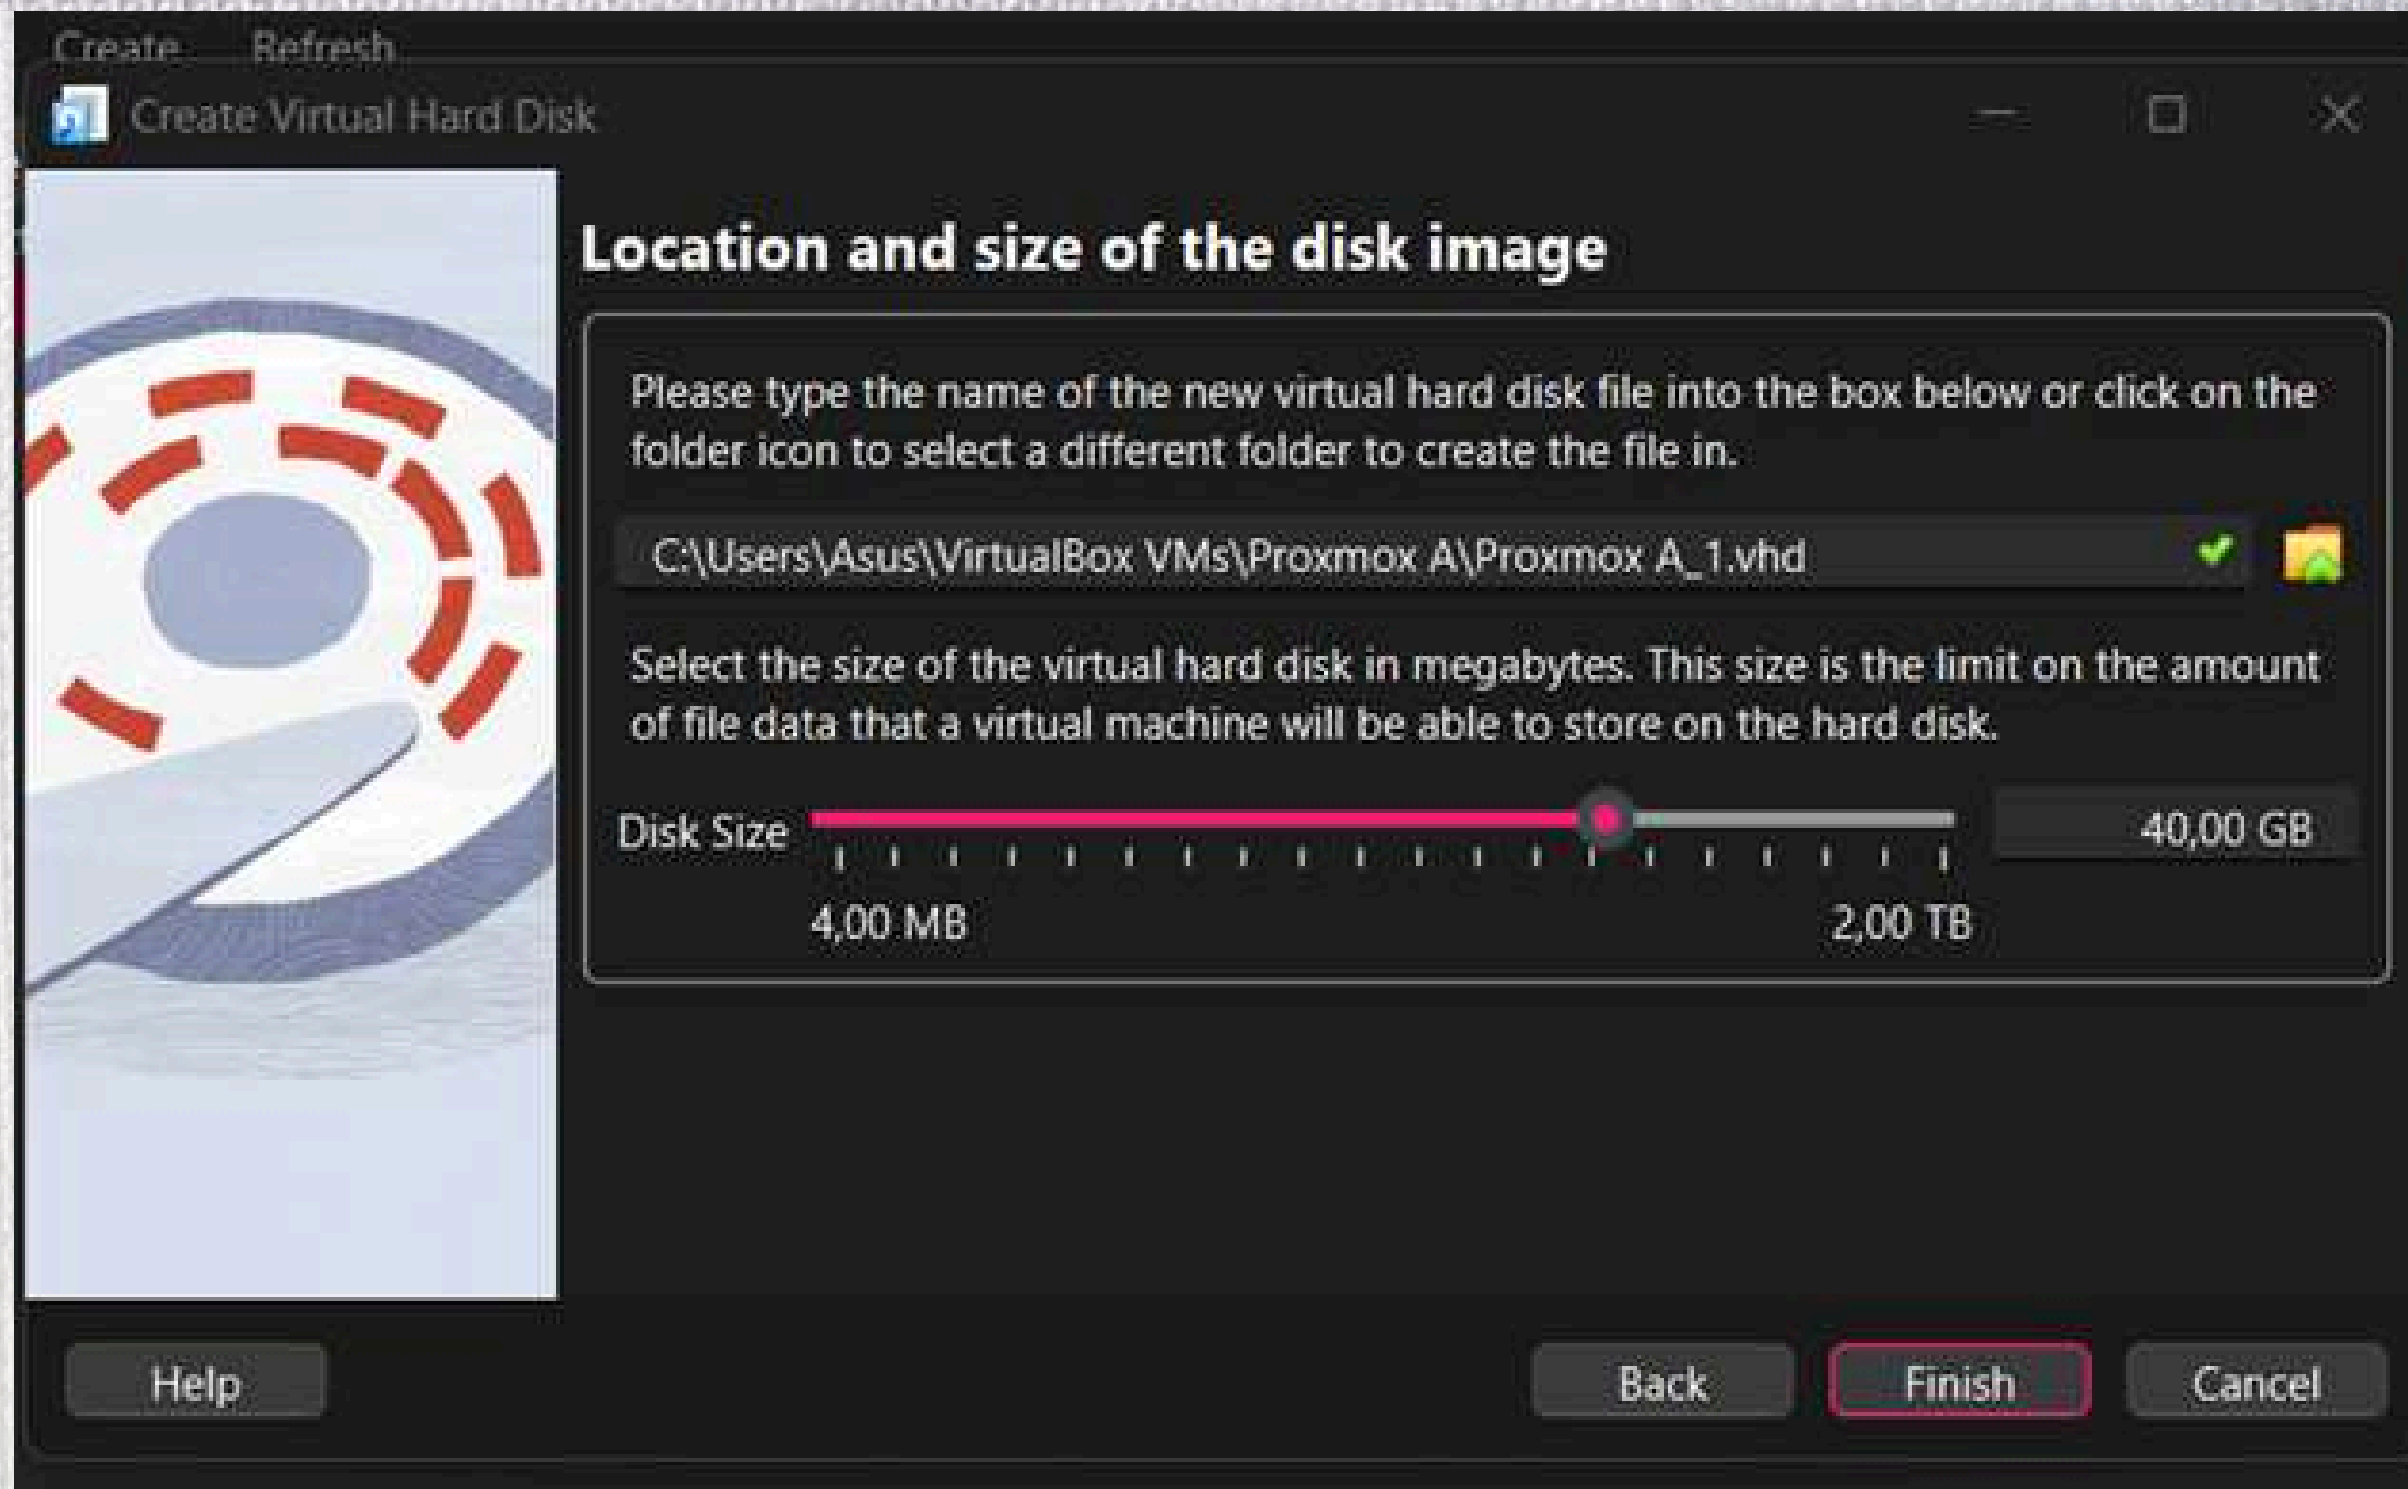 Create Refresh
Create Virtual Hard Disk
Location and size of the disk image
Please type the name of the new virtual hard disk file into the box below or click on the
folder icon to select a different folder to create the file in.
C:\Users\Asus\VirtualBox VMs\Proxmox A\Proxmox A_1.vhd
Select the size of the virtual hard disk in megabytes. This size is the limit on the amount
of file data that a virtual machine will be able to store on the hard disk.
Disk Size 40,00 GB
4,00 MB 2,00 TB
Help Back Finish Cancel